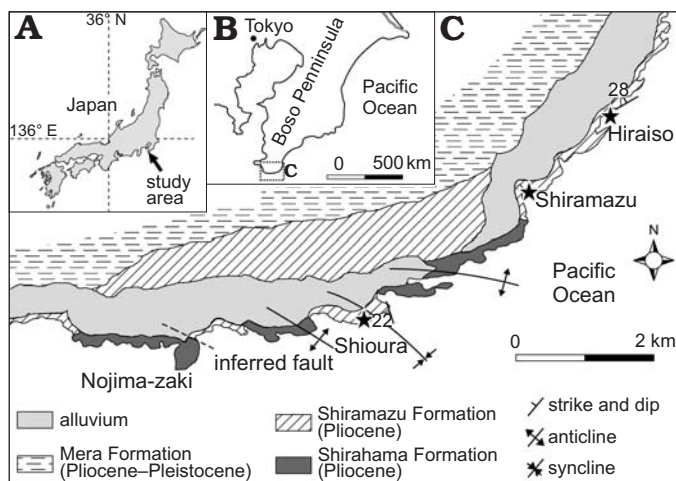 A
36° N
Japan
136° E
study
area
B
Tokyo
Boso Penninsula
Pacific
Ocean
C
0 500 km
C
28
Hiraiso
Shiramazu
N
Pacific
Ocean
22
Shioura
inferred fault
Nojima-zaki
0 2 km
alluvium
Mera Formation
(Pliocene–Pleistocene)
Shiramazu Formation
(Pliocene)
Shirahama Formation
(Pliocene)
strike and dip
anticline
syncline